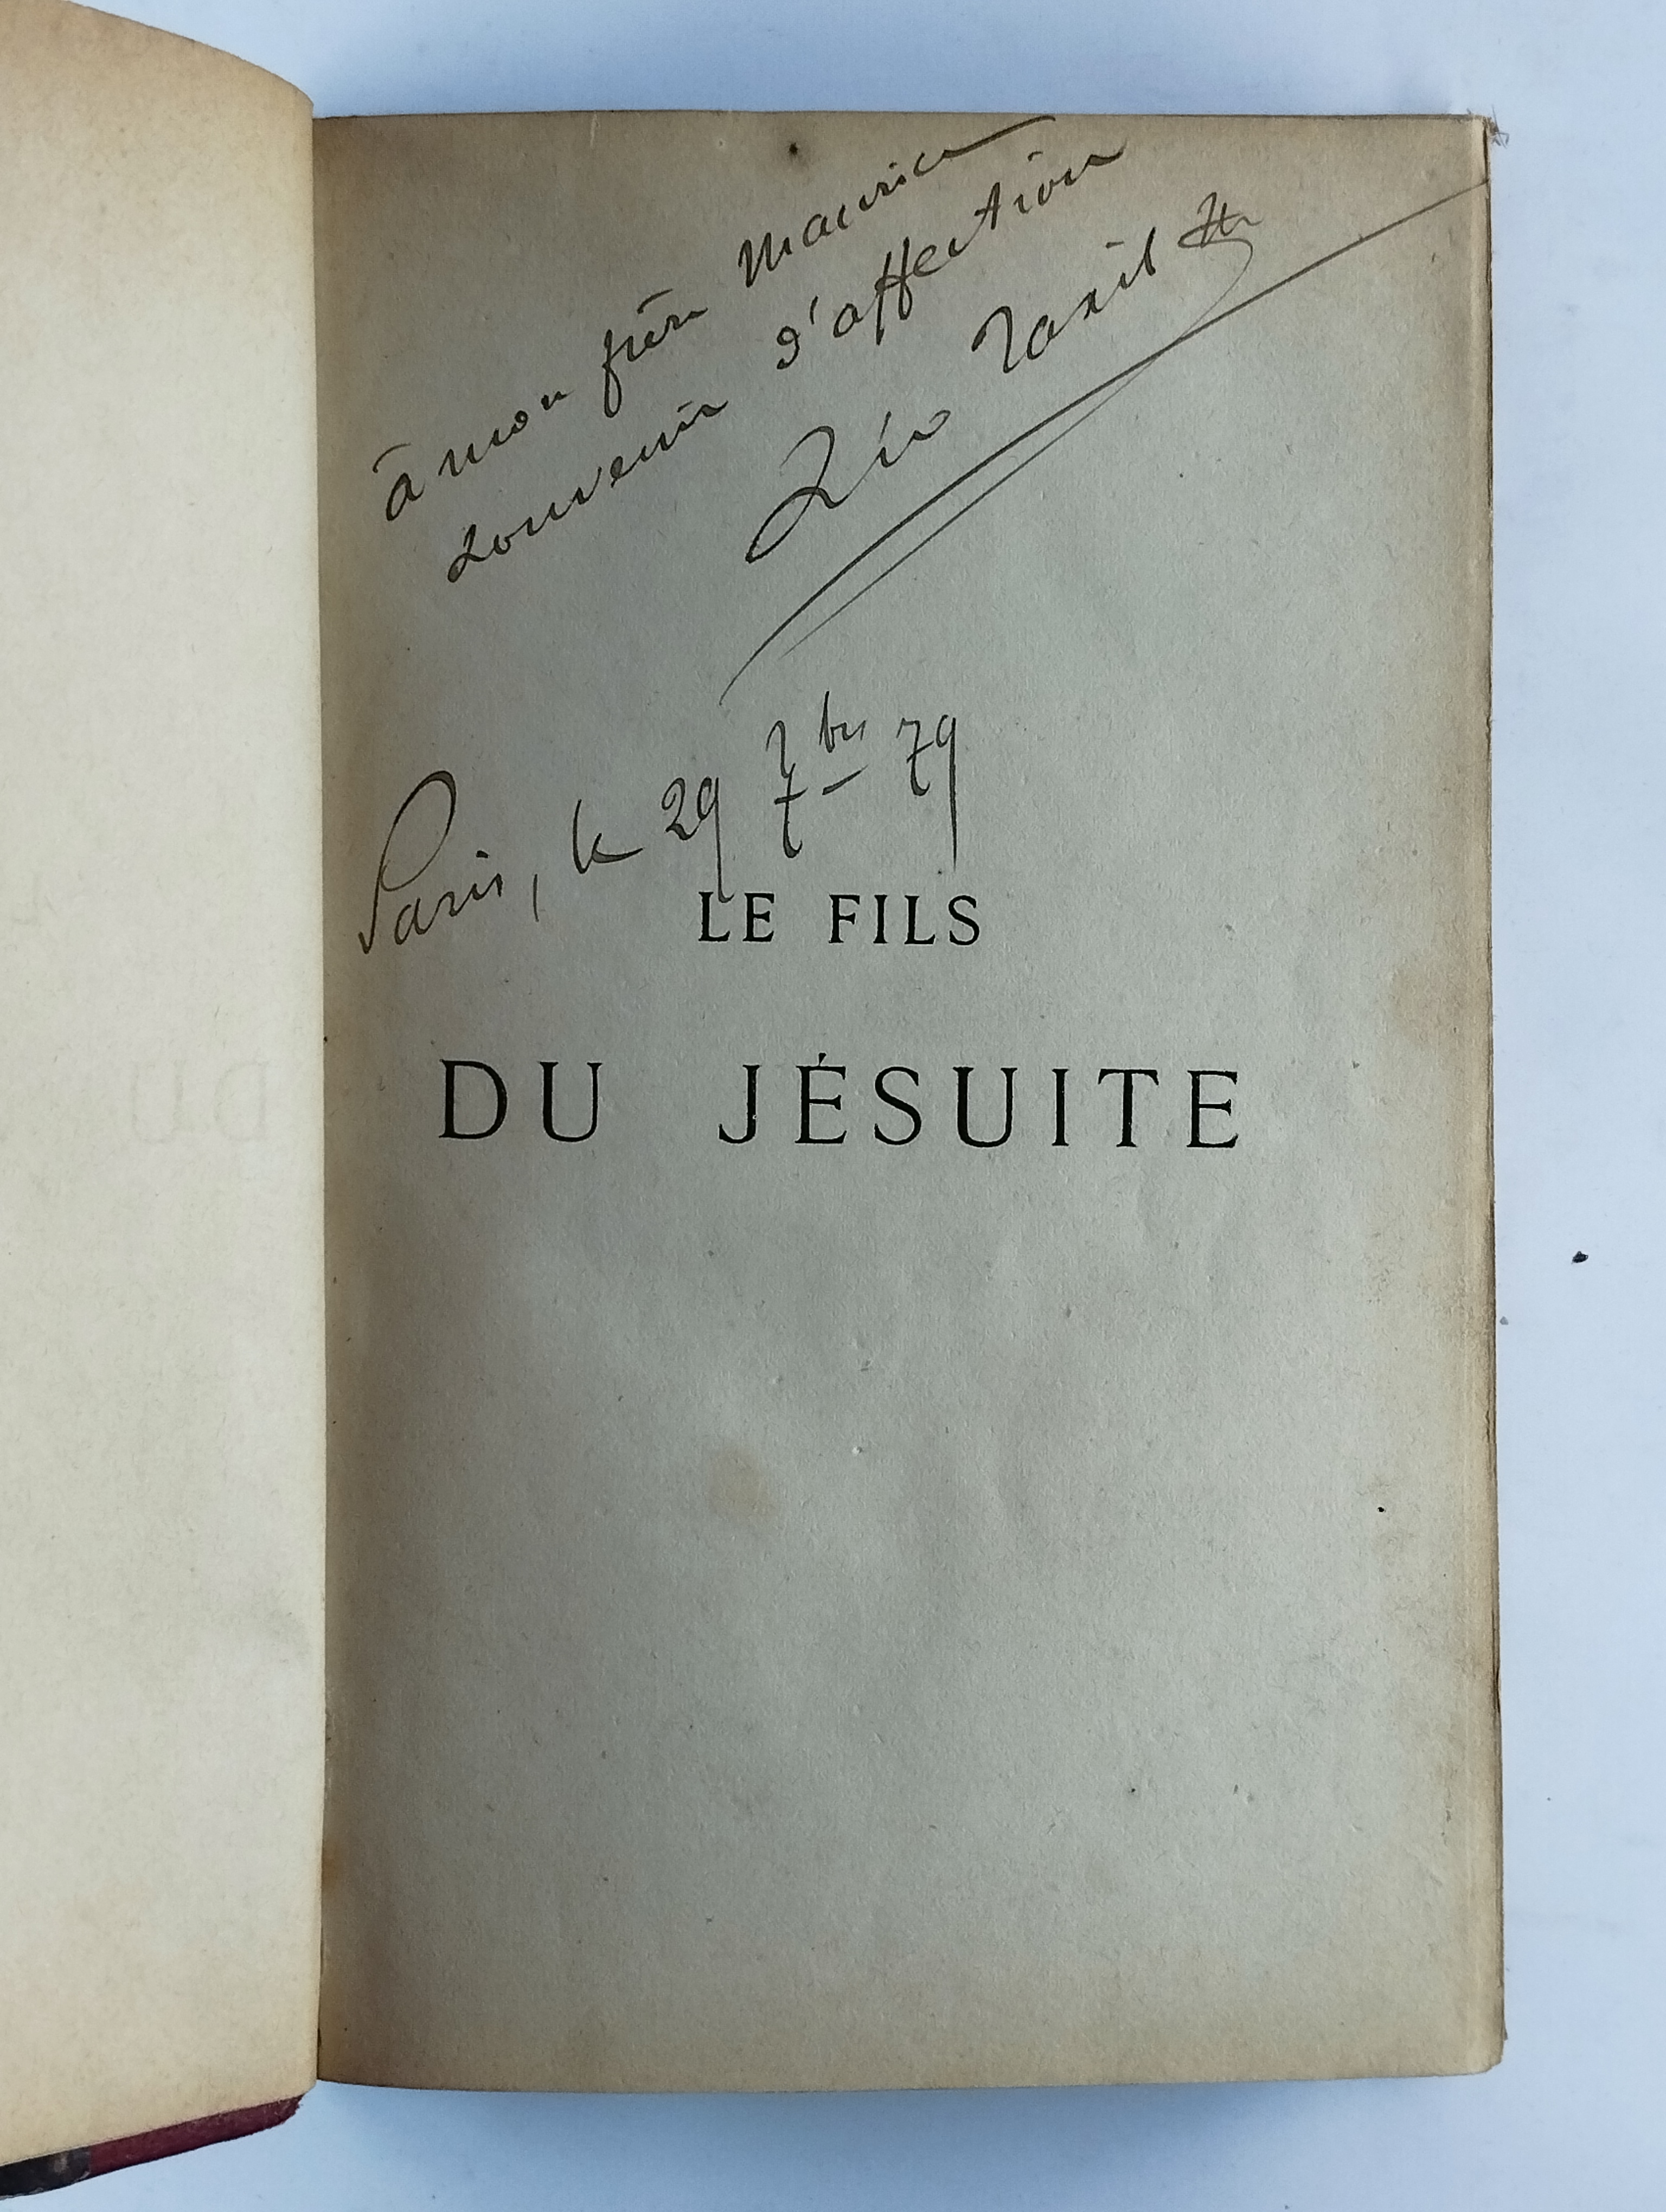 à mon frère Maurice
souvenir d'affection
Léo Taxil
Paris, le 29 7bre 79
LE FILS
DU JÉSUITE